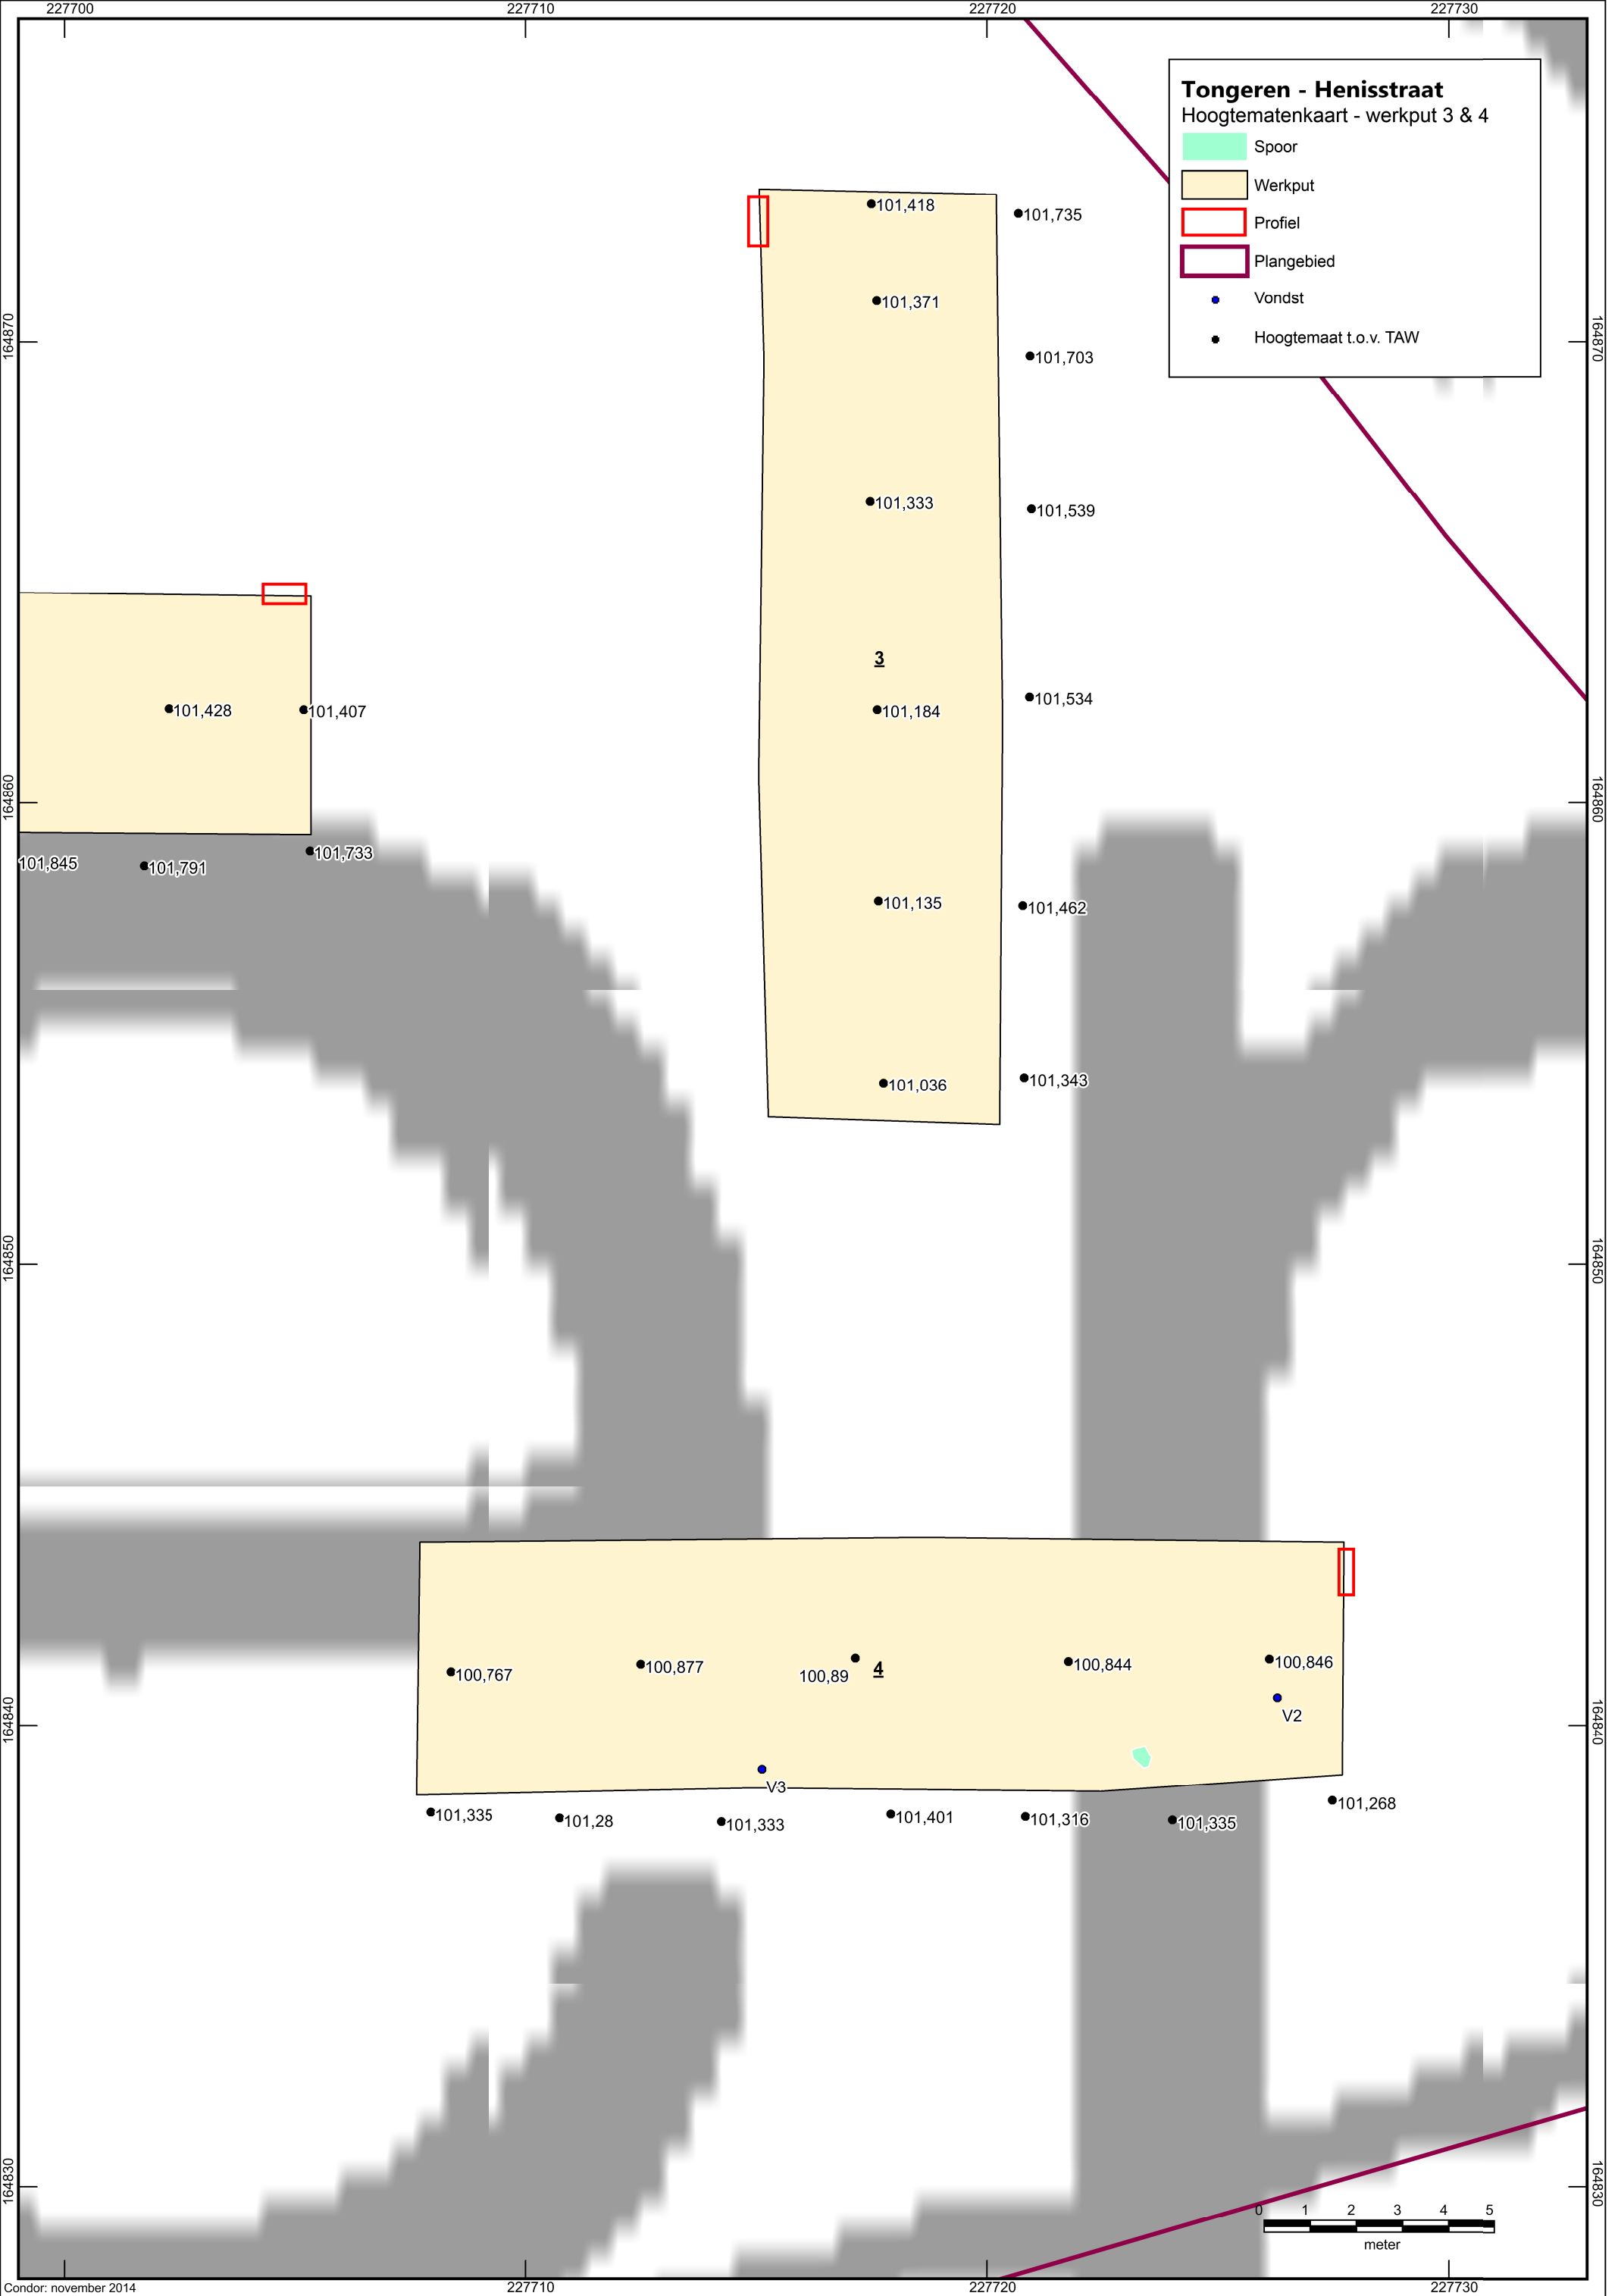 227700 227710 227720 227730
Tongeren - Henisstraat
Hoogtematenkaart - werkput 3 & 4
Spoor
Werkput
Profiel
Plangebied
Vondst
Hoogtemaat t.o.v. TAW
101,418
101,735
101,371
164870 164870
101,703
101,333
101,539
3
101,534
101,428 101,407 101,184
164860 164860
101,733
101,845 101,791
101,135 101,462
101,036 101,343
164850 164850
100,767 100,877 100,89 4 100,844 100,846
V2
164840 164840
V3
101,268
101,335 101,28 101,333 101,401 101,316 101,335
164830 164830
0 1 2 3 4 5
meter
Condor: november 2014
227710 227720 227730